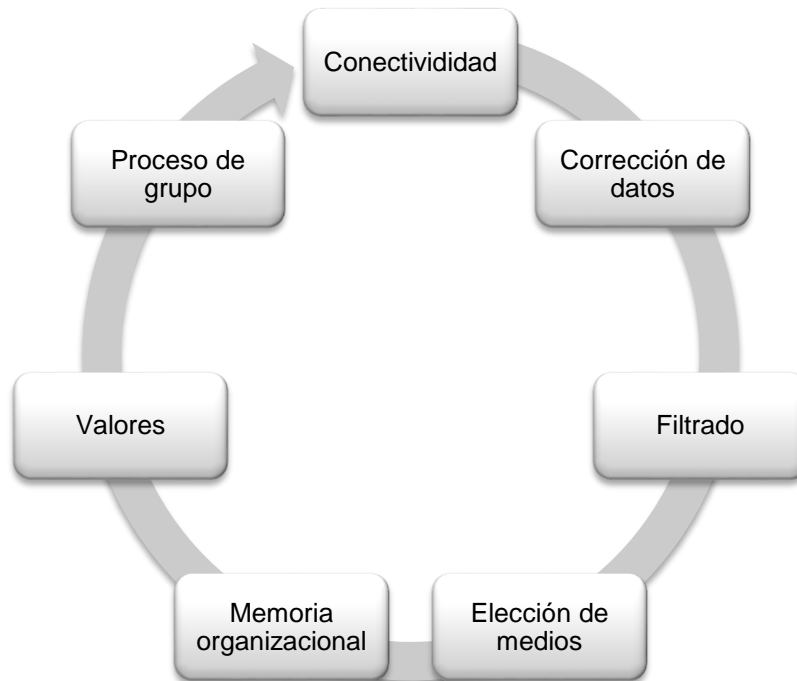 Conectivididad
Corrección de
datos
Filtrado
Elección de
medios
Memoria
organizacional
Valores
Proceso de
grupo